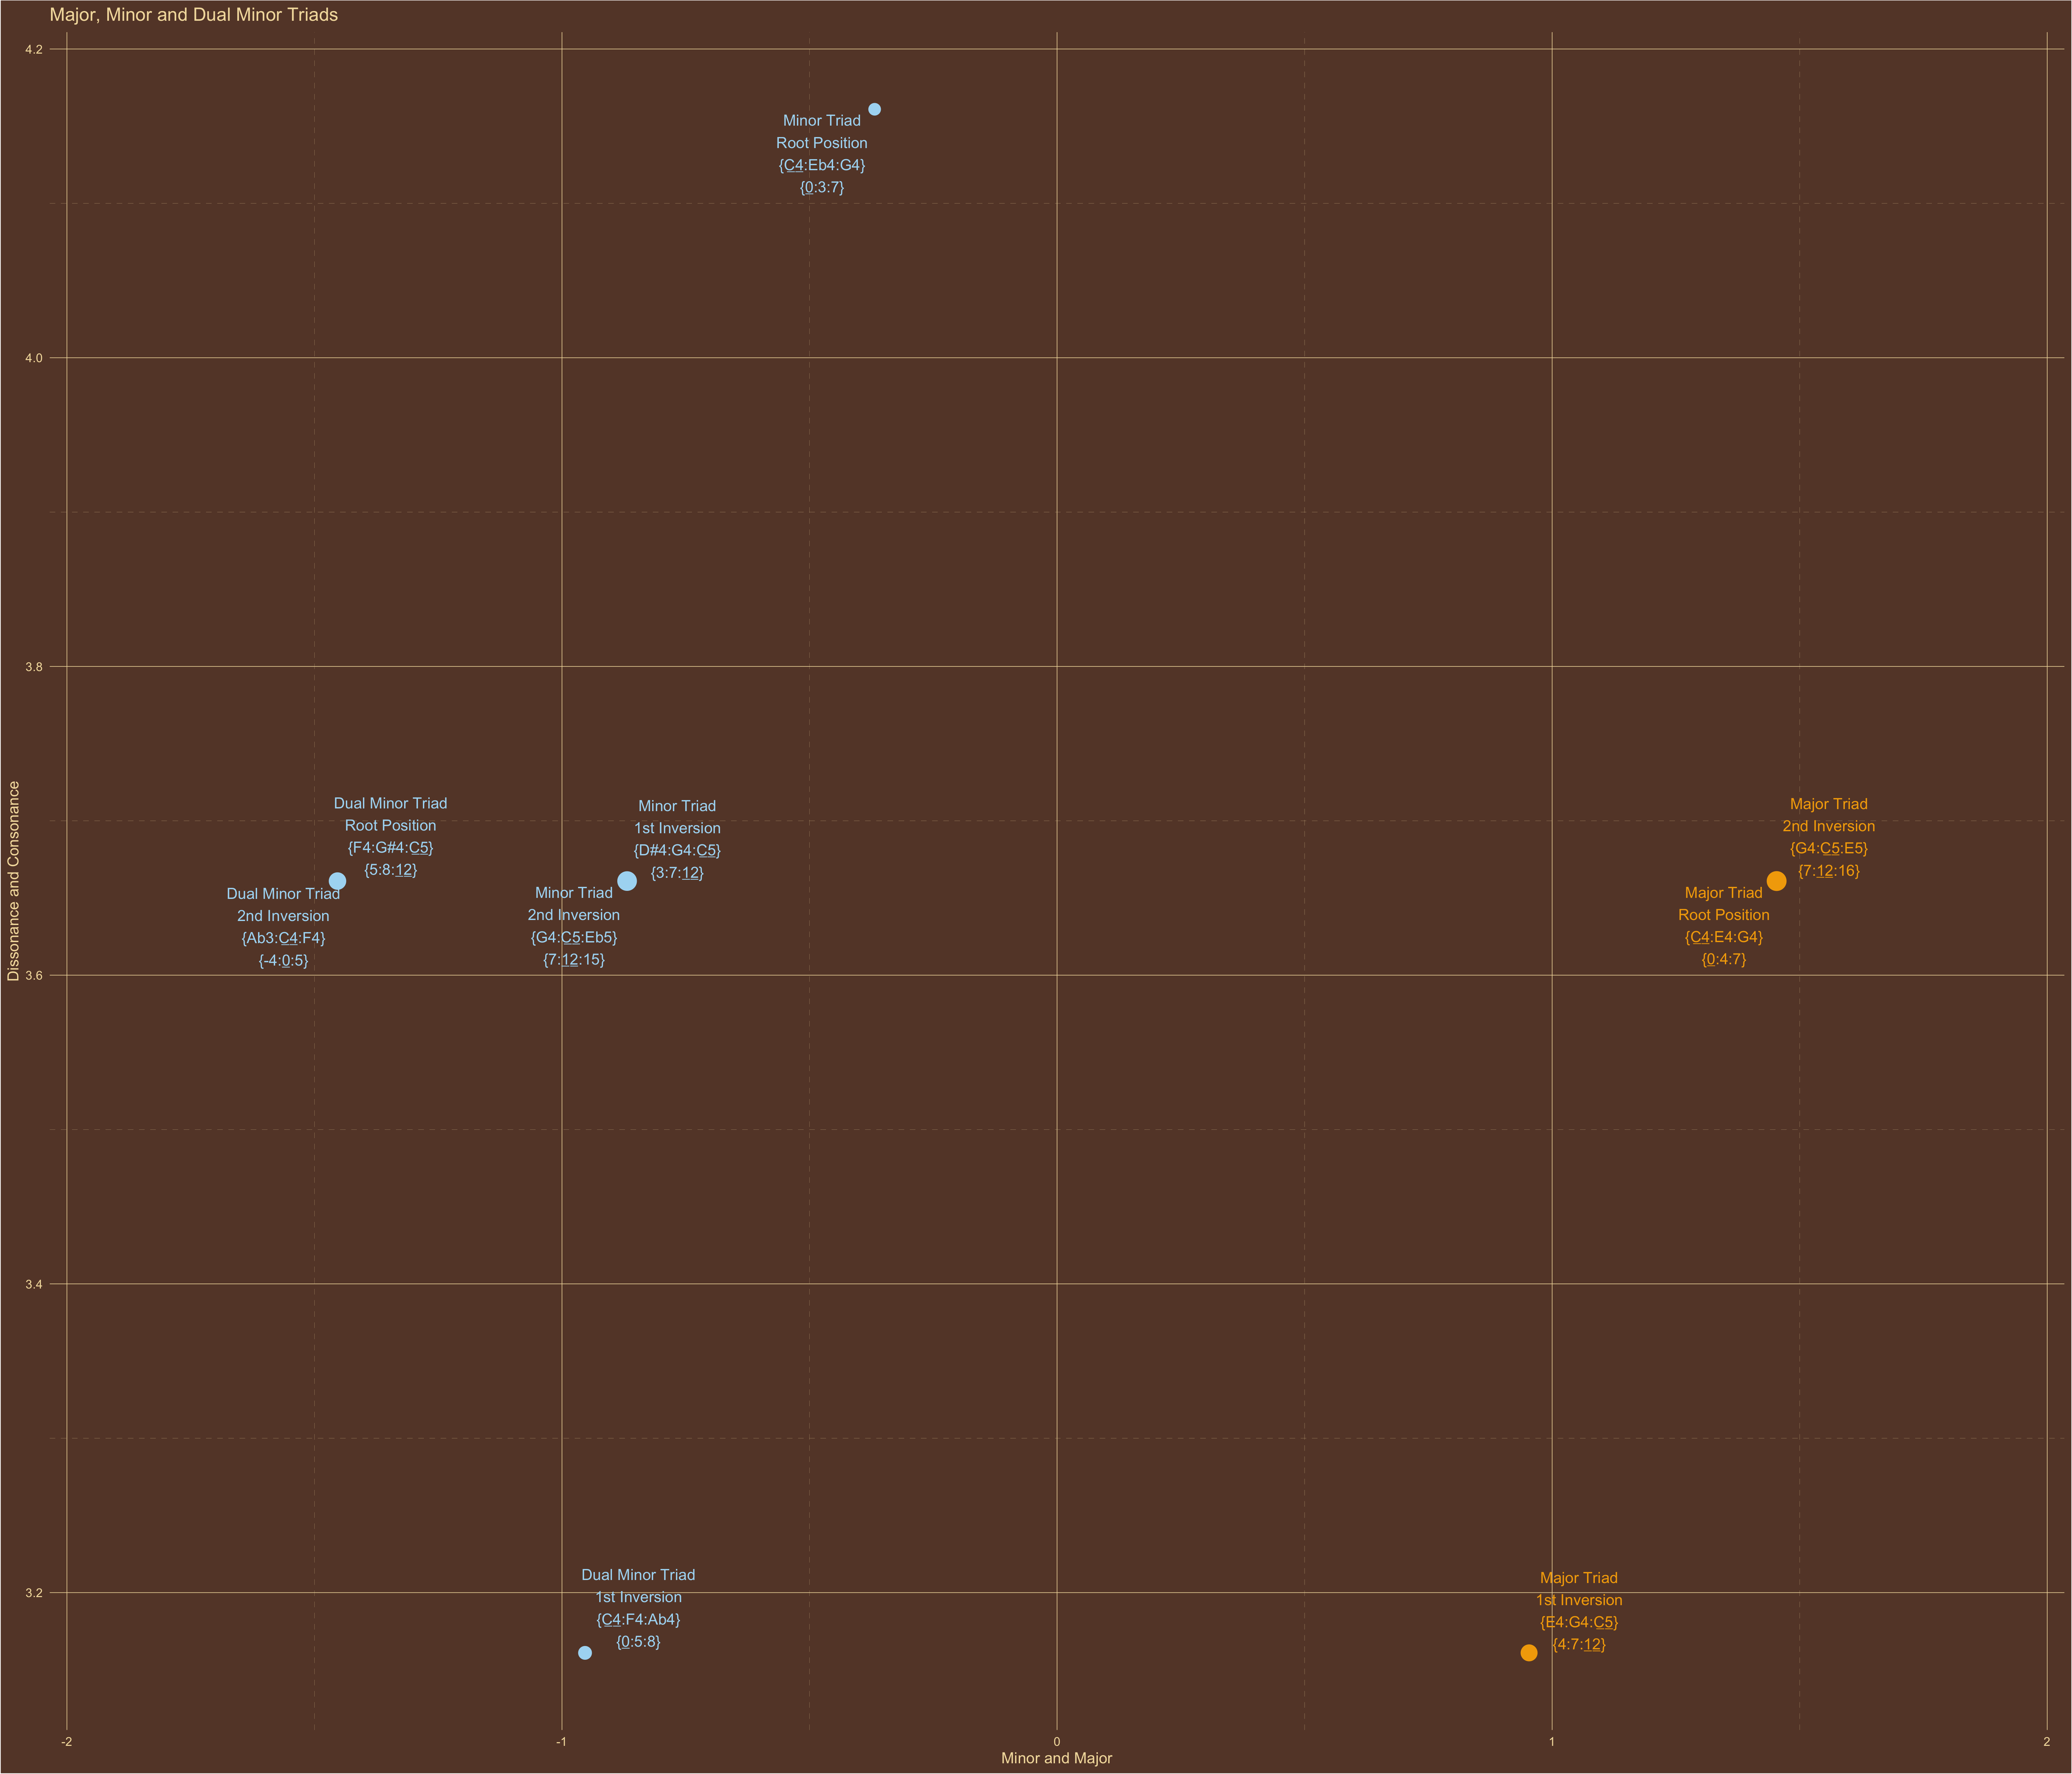 Major, Minor and Dual Minor Triads
4.2
Minor Triad
Root Position
{C4:Eb4:G4}
{0:3:7}
4.0
3.8
Dissonance and Consonance
Dual Minor Triad
Root Position
{F4:G#4:C5}
{5:8:12}
Minor Triad
1st Inversion
{D#4:G4:C5}
{3:7:12}
Major Triad
2nd Inversion
{G4:C5:E5}
{7:12:16}
Dual Minor Triad
2nd Inversion
{Ab3:C4:F4}
{-4:0:5}
Minor Triad
2nd Inversion
{G4:C5:Eb5}
{7:12:15}
Major Triad
Root Position
{C4:E4:G4}
{0:4:7}
3.6
3.4
3.2
Dual Minor Triad
1st Inversion
{C4:F4:Ab4}
{0:5:8}
Major Triad
1st Inversion
{E4:G4:C5}
{4:7:12}
-2
-1
0
1
2
Minor and Major